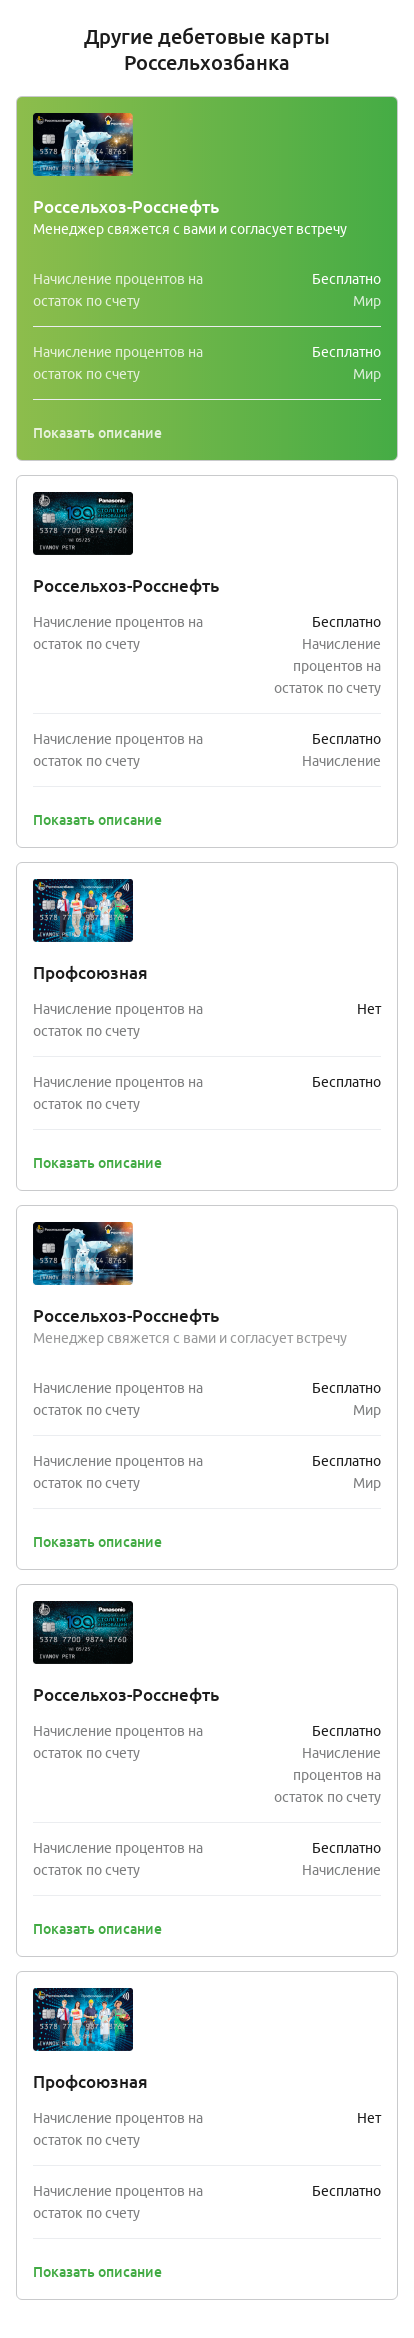 Другие дебетовые карты
Россельхозбанка
Россельхоз-Росснефть
Менеджер свяжется с вами и согласует встречу
Начисление процентов на
остаток по счету
Бесплатно
Мир
Начисление процентов на
остаток по счету
Бесплатно
Мир
Показать описание
Panasonic
5378 7700 9874 8760
IVANOV PETR
Россельхоз-Росснефть
Начисление процентов на
остаток по счету
Бесплатно
Начисление
процентов на
остаток по счету
Начисление процентов на
остаток по счету
Бесплатно
Начисление
Показать описание
Профсоюзная
Начисление процентов на
остаток по счету
Нет
Начисление процентов на
остаток по счету
Бесплатно
Показать описание
Россельхоз-Росснефть
Менеджер свяжется с вами и согласует встречу
Начисление процентов на
остаток по счету
Бесплатно
Мир
Начисление процентов на
остаток по счету
Бесплатно
Мир
Показать описание
Panasonic
5378 7700 9874 8760
IVANOV PETR
Россельхоз-Росснефть
Начисление процентов на
остаток по счету
Бесплатно
Начисление
процентов на
остаток по счету
Начисление процентов на
остаток по счету
Бесплатно
Начисление
Показать описание
Профсоюзная
Начисление процентов на
остаток по счету
Нет
Начисление процентов на
остаток по счету
Бесплатно
Показать описание